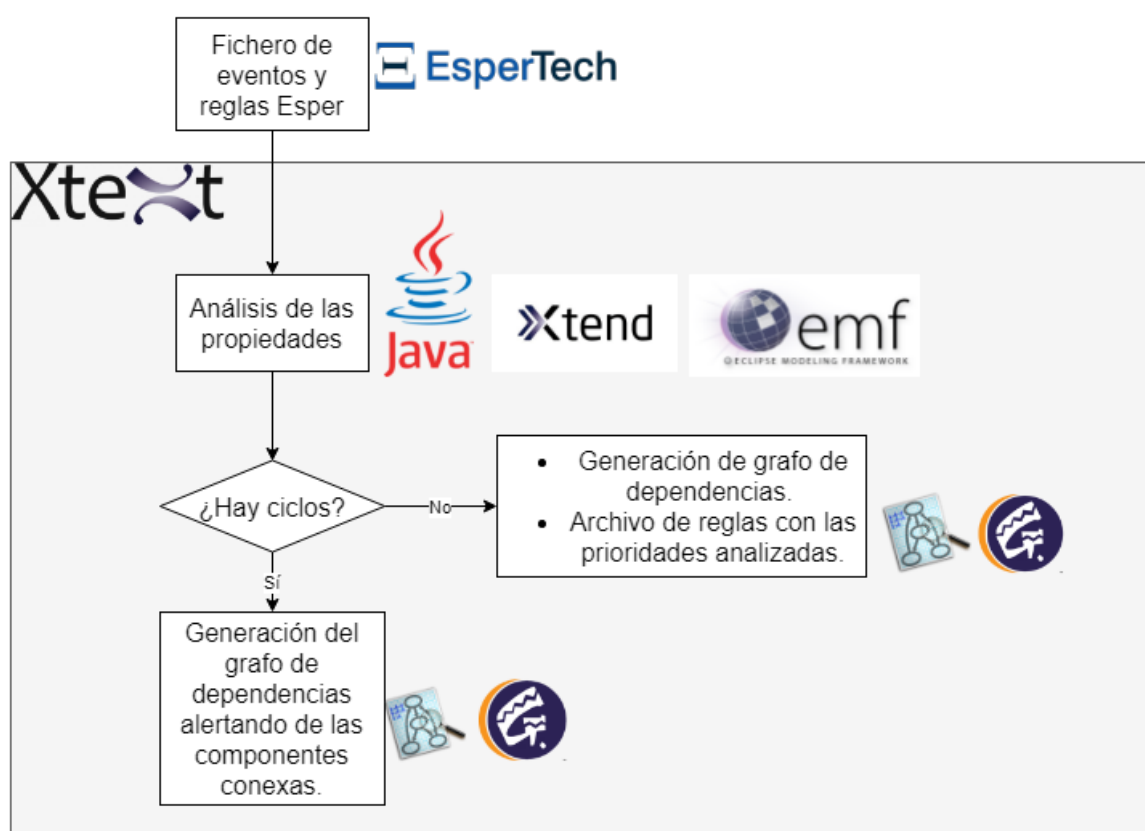 Fichero de
eventos y
reglas Esper
EsperTech
Xtext
Análisis de las
propiedades
Java
Xtend
emf
ECLIPSE MODELING FRAMEWORK
¿Hay ciclos?
No
• Generación de grafo de
dependencias.
• Archivo de reglas con las
prioridades analizadas.
Sí
Generación del
grafo de
dependencias
alertando de las
componentes
conexas.